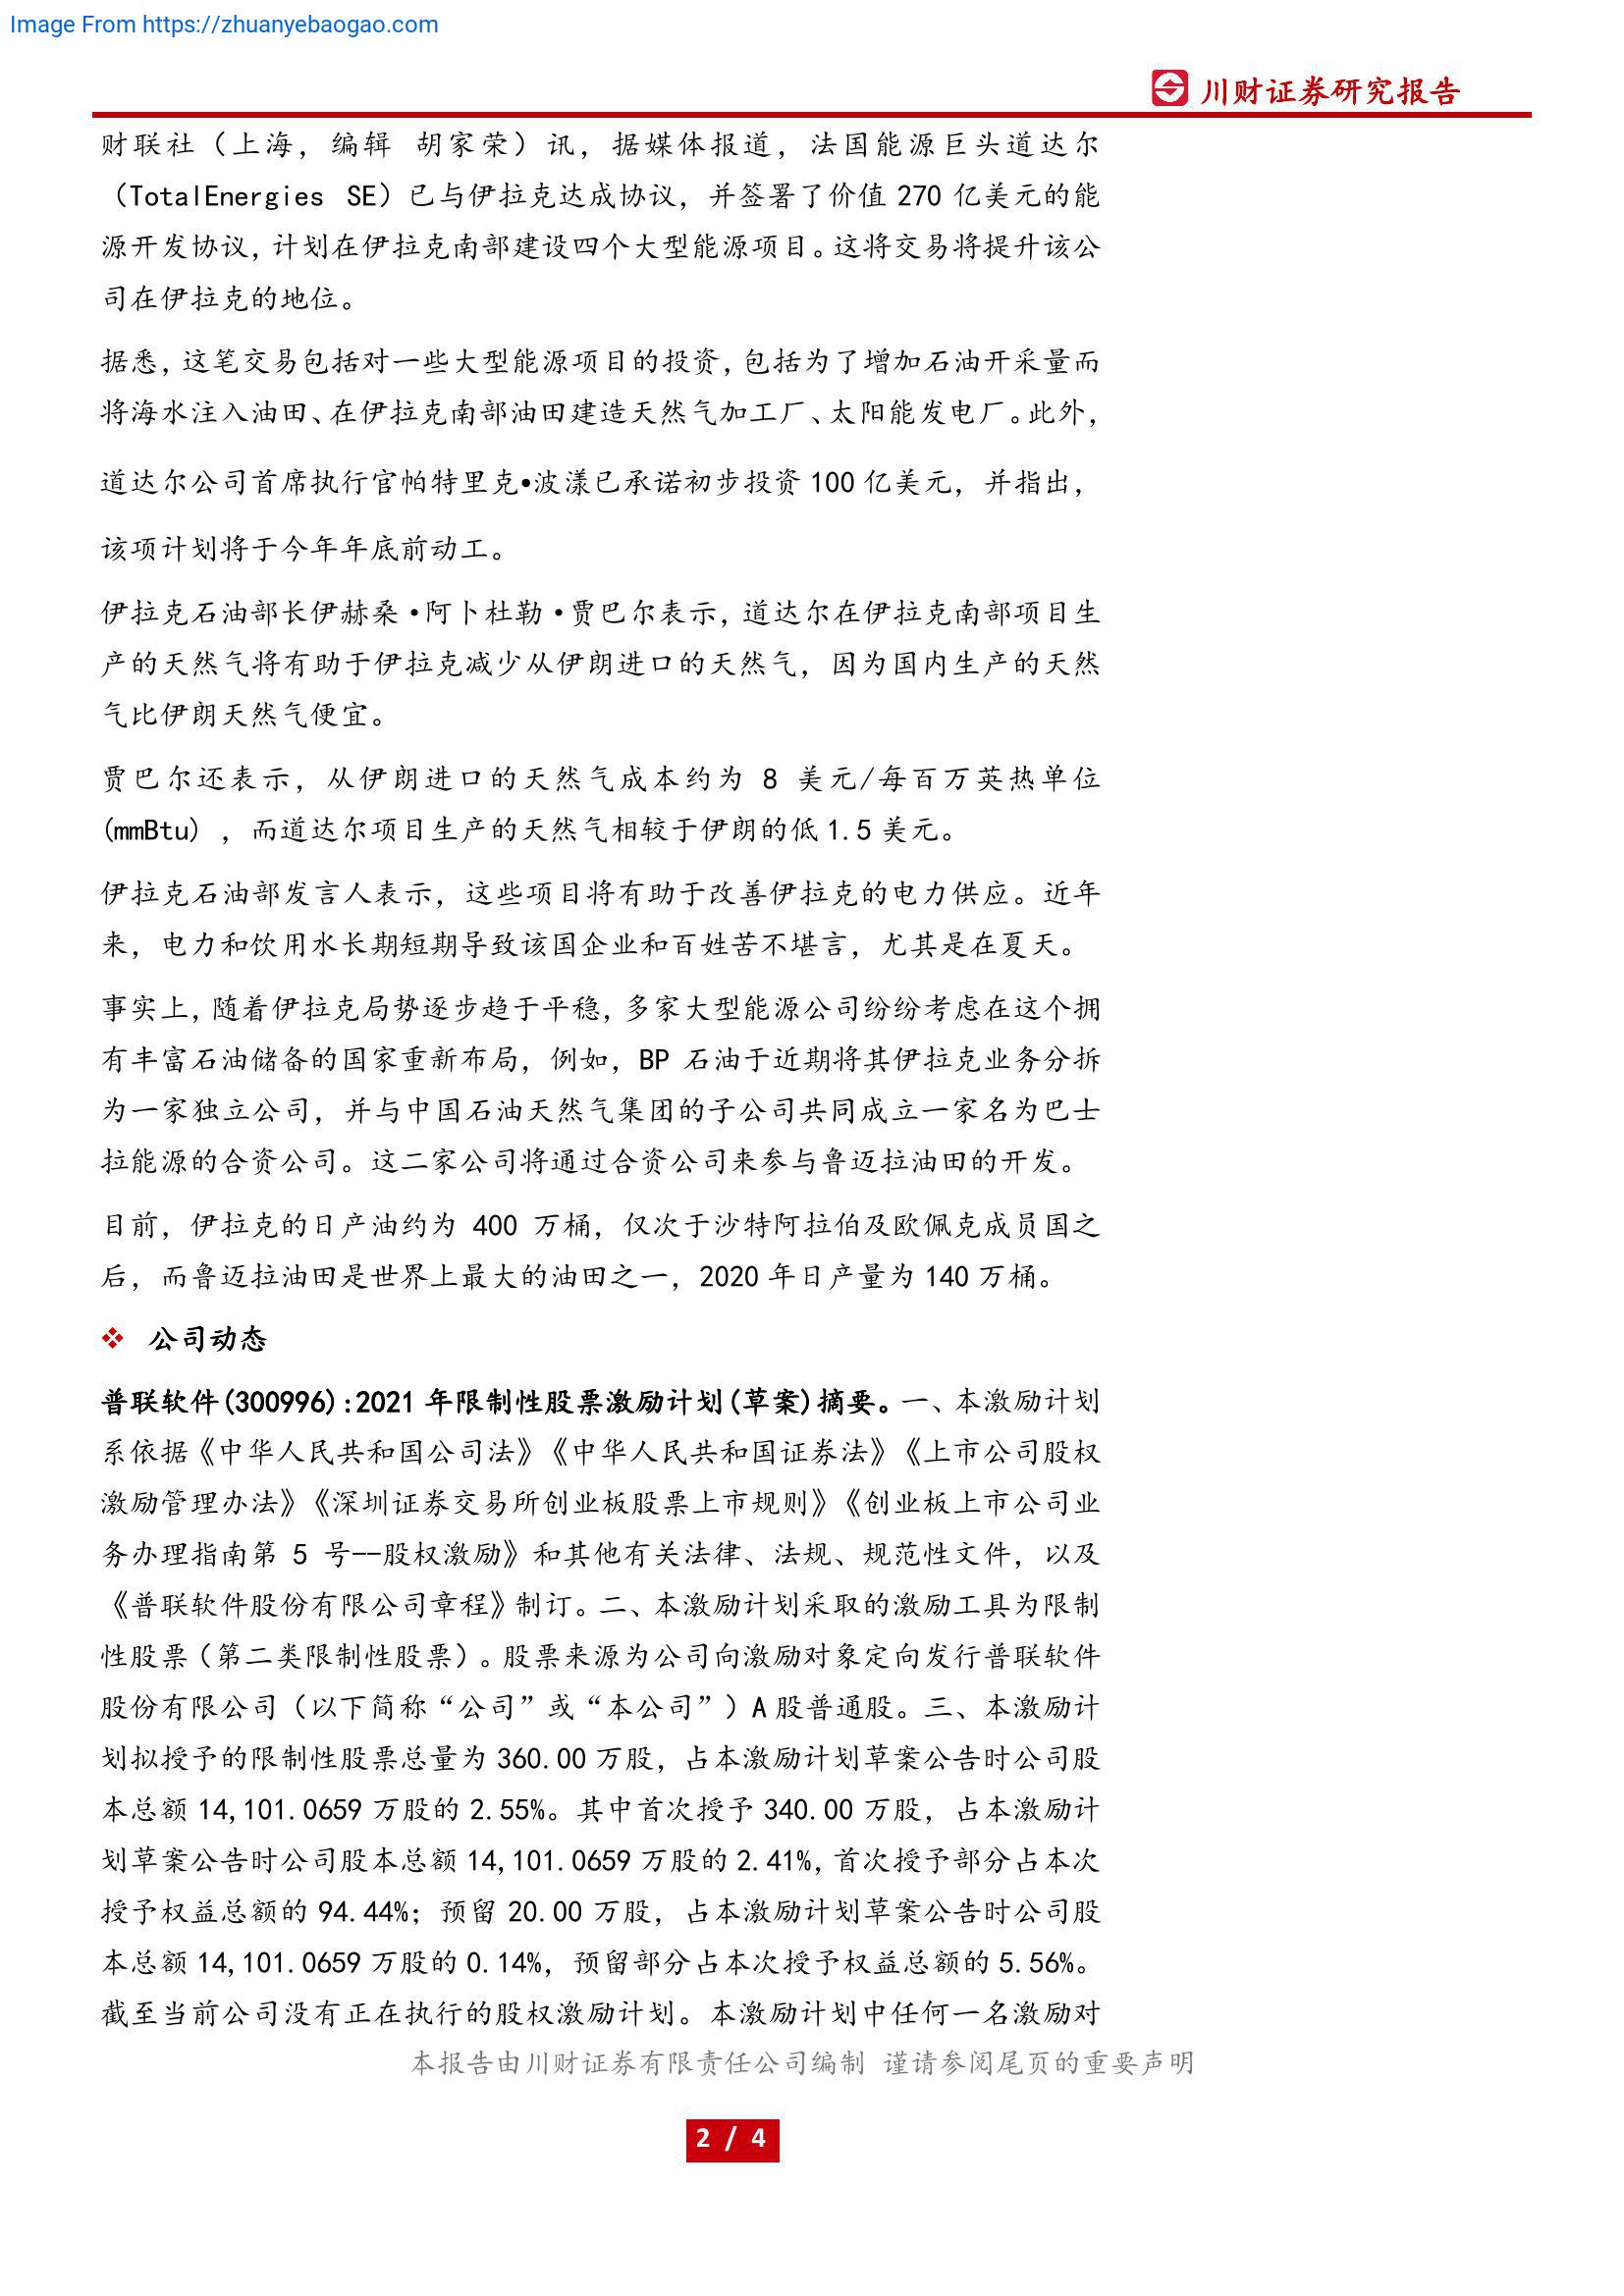 Image From https://zhuanyebaogao.com
川财证券研究报告
财联社（上海，编辑 胡家荣）讯，据媒体报道，法国能源巨头道达尔
（TotalEnergies SE）已与伊拉克达成协议，并签署了价值 270 亿美元的能
源开发协议，计划在伊拉克南部建设四个大型能源项目。这将交易将提升该公
司在伊拉克的地位。
据悉，这笔交易包括对一些大型能源项目的投资，包括为了增加石油开采量而
将海水注入油田、在伊拉克南部油田建造天然气加工厂、太阳能发电厂。此外，
道达尔公司首席执行官帕特里克•波漾已承诺初步投资 100 亿美元，并指出，
该项计划将于今年年底前动工。
伊拉克石油部长伊赫桑·阿卜杜勒·贾巴尔表示，道达尔在伊拉克南部项目生
产的天然气将有助于伊拉克减少从伊朗进口的天然气，因为国内生产的天然
气比伊朗天然气便宜。
贾巴尔还表示，从伊朗进口的天然气成本约为 8 美元/每百万英热单位
(mmBtu) ，而道达尔项目生产的天然气相较于伊朗的低 1.5 美元。
伊拉克石油部发言人表示，这些项目将有助于改善伊拉克的电力供应。近年
来，电力和饮用水长期短期导致该国企业和百姓苦不堪言，尤其是在夏天。
事实上，随着伊拉克局势逐步趋于平稳，多家大型能源公司纷纷考虑在这个拥
有丰富石油储备的国家重新布局，例如，BP 石油于近期将其伊拉克业务分拆
为一家独立公司，并与中国石油天然气集团的子公司共同成立一家名为巴士
拉能源的合资公司。这二家公司将通过合资公司来参与鲁迈拉油田的开发。
目前，伊拉克的日产油约为 400 万桶，仅次于沙特阿拉伯及欧佩克成员国之
后，而鲁迈拉油田是世界上最大的油田之一，2020 年日产量为 140 万桶。
❖ 公司动态
普联软件(300996):2021 年限制性股票激励计划(草案)摘要。一、本激励计划
系依据《中华人民共和国公司法》《中华人民共和国证券法》《上市公司股权
激励管理办法》《深圳证券交易所创业板股票上市规则》《创业板上市公司业
务办理指南第 5 号——股权激励》和其他有关法律、法规、规范性文件，以及
《普联软件股份有限公司章程》制订。二、本激励计划采取的激励工具为限制
性股票（第二类限制性股票）。股票来源为公司向激励对象定向发行普联软件
股份有限公司（以下简称“公司”或“本公司”）A 股普通股。三、本激励计
划拟授予的限制性股票总量为 360.00 万股，占本激励计划草案公告时公司股
本总额 14,101.0659 万股的 2.55%。其中首次授予 340.00 万股，占本激励计
划草案公告时公司股本总额 14,101.0659 万股的 2.41%，首次授予部分占本次
授予权益总额的 94.44%；预留 20.00 万股，占本激励计划草案公告时公司股
本总额 14,101.0659 万股的 0.14%，预留部分占本次授予权益总额的 5.56%。
截至当前公司没有正在执行的股权激励计划。本激励计划中任何一名激励对
本报告由川财证券有限责任公司编制 谨请参阅尾页的重要声明
2 / 4